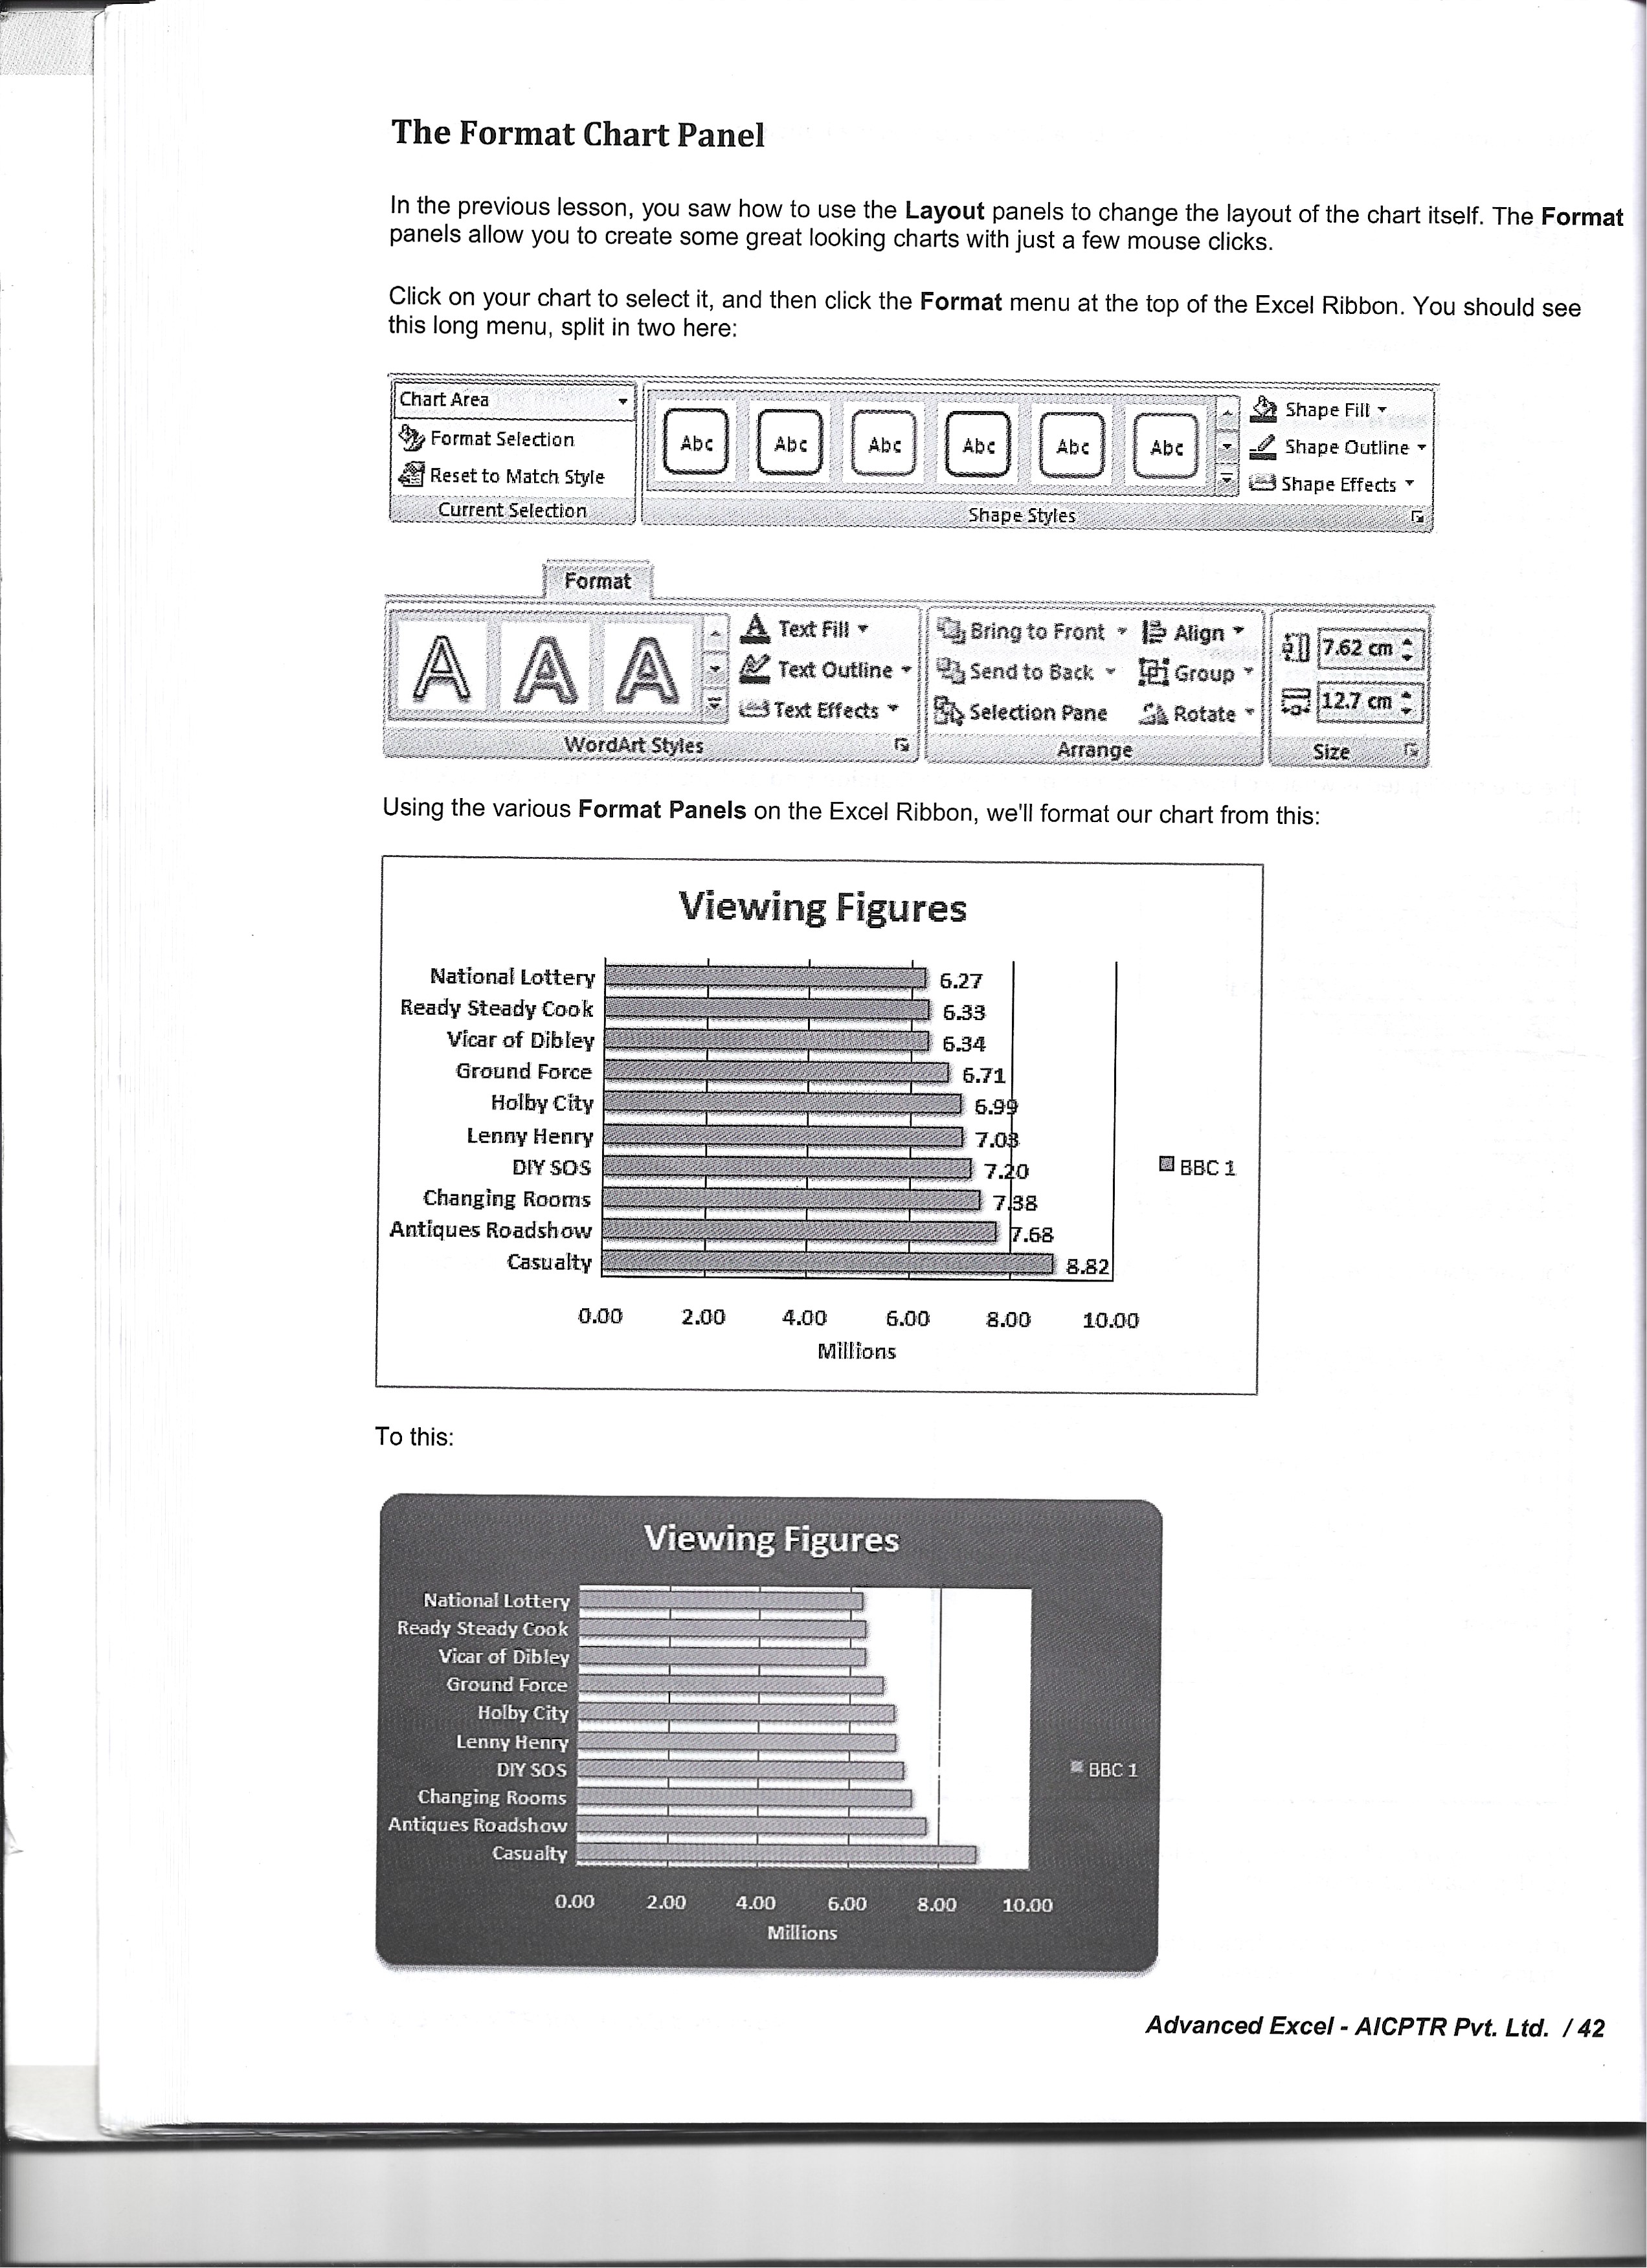 The Format Chart Panel
In the previous lesson, you saw how to use the Layout panels to change the layout of the chart itself. The Format
panels allow you to create some great looking charts with just a few mouse clicks.
Click on your chart to select it, and then click the Format menu at the top of the Excel Ribbon. You should see
this long menu, split in two here:
Chart Area
Format Selection
Reset to Match Style
Current Selection
Abc Abc Abc Abc Abc Abc
Shape Fill
Shape Outline
Shape Effects
Shape Styles
Format
A A A
Text Fill
Text Outline
Text Effects
WordArt Styles
Bring to Front
Send to Back
Selection Pane
Align
Group
Rotate
Arrange
7.62 cm
12.7 cm
Size
Using the various Format Panels on the Excel Ribbon, we'll format our chart from this:
Viewing Figures
National Lottery 6.27
Ready Steady Cook 6.33
Vicar of Dibley 6.34
Ground Force 6.71
Holby City 6.99
Lenny Henry 7.03
DIY SOS 7.20
BBC 1
Changing Rooms 7.38
Antiques Roadshow 7.68
Casualty 8.82
0.00 2.00 4.00 6.00 8.00 10.00
Millions
To this:
Viewing Figures
National Lottery
Ready Steady Cook
Vicar of Dibley
Ground Force
Holby City
Lenny Henry
DIY SOS
BBC 1
Changing Rooms
Antiques Roadshow
Casualty
0.00 2.00 4.00 6.00 8.00 10.00
Millions
Advanced Excel - AICPTR Pvt. Ltd. / 42